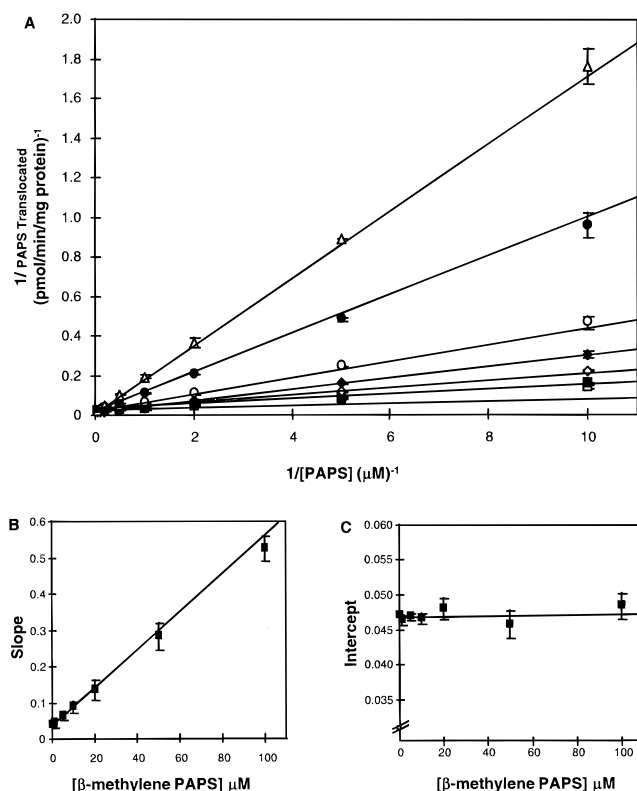 A
2.0
1.8
1.6
1.4
1.2
1.0
0.8
0.6
0.4
0.2
0
1/ PAPS Translocated
(pmol/min/mg protein)-1
0 2 4 6 8 10
1/[PAPS] (μM)-1
B
0.6
0.5
0.4
0.3
0.2
0.1
0
Slope
0 20 40 60 80 100
[β-methylene PAPS] μM
C
0.060
0.055
0.050
0.045
0.040
0.035
Intercept
0 20 40 60 80 100
[β-methylene PAPS] μM